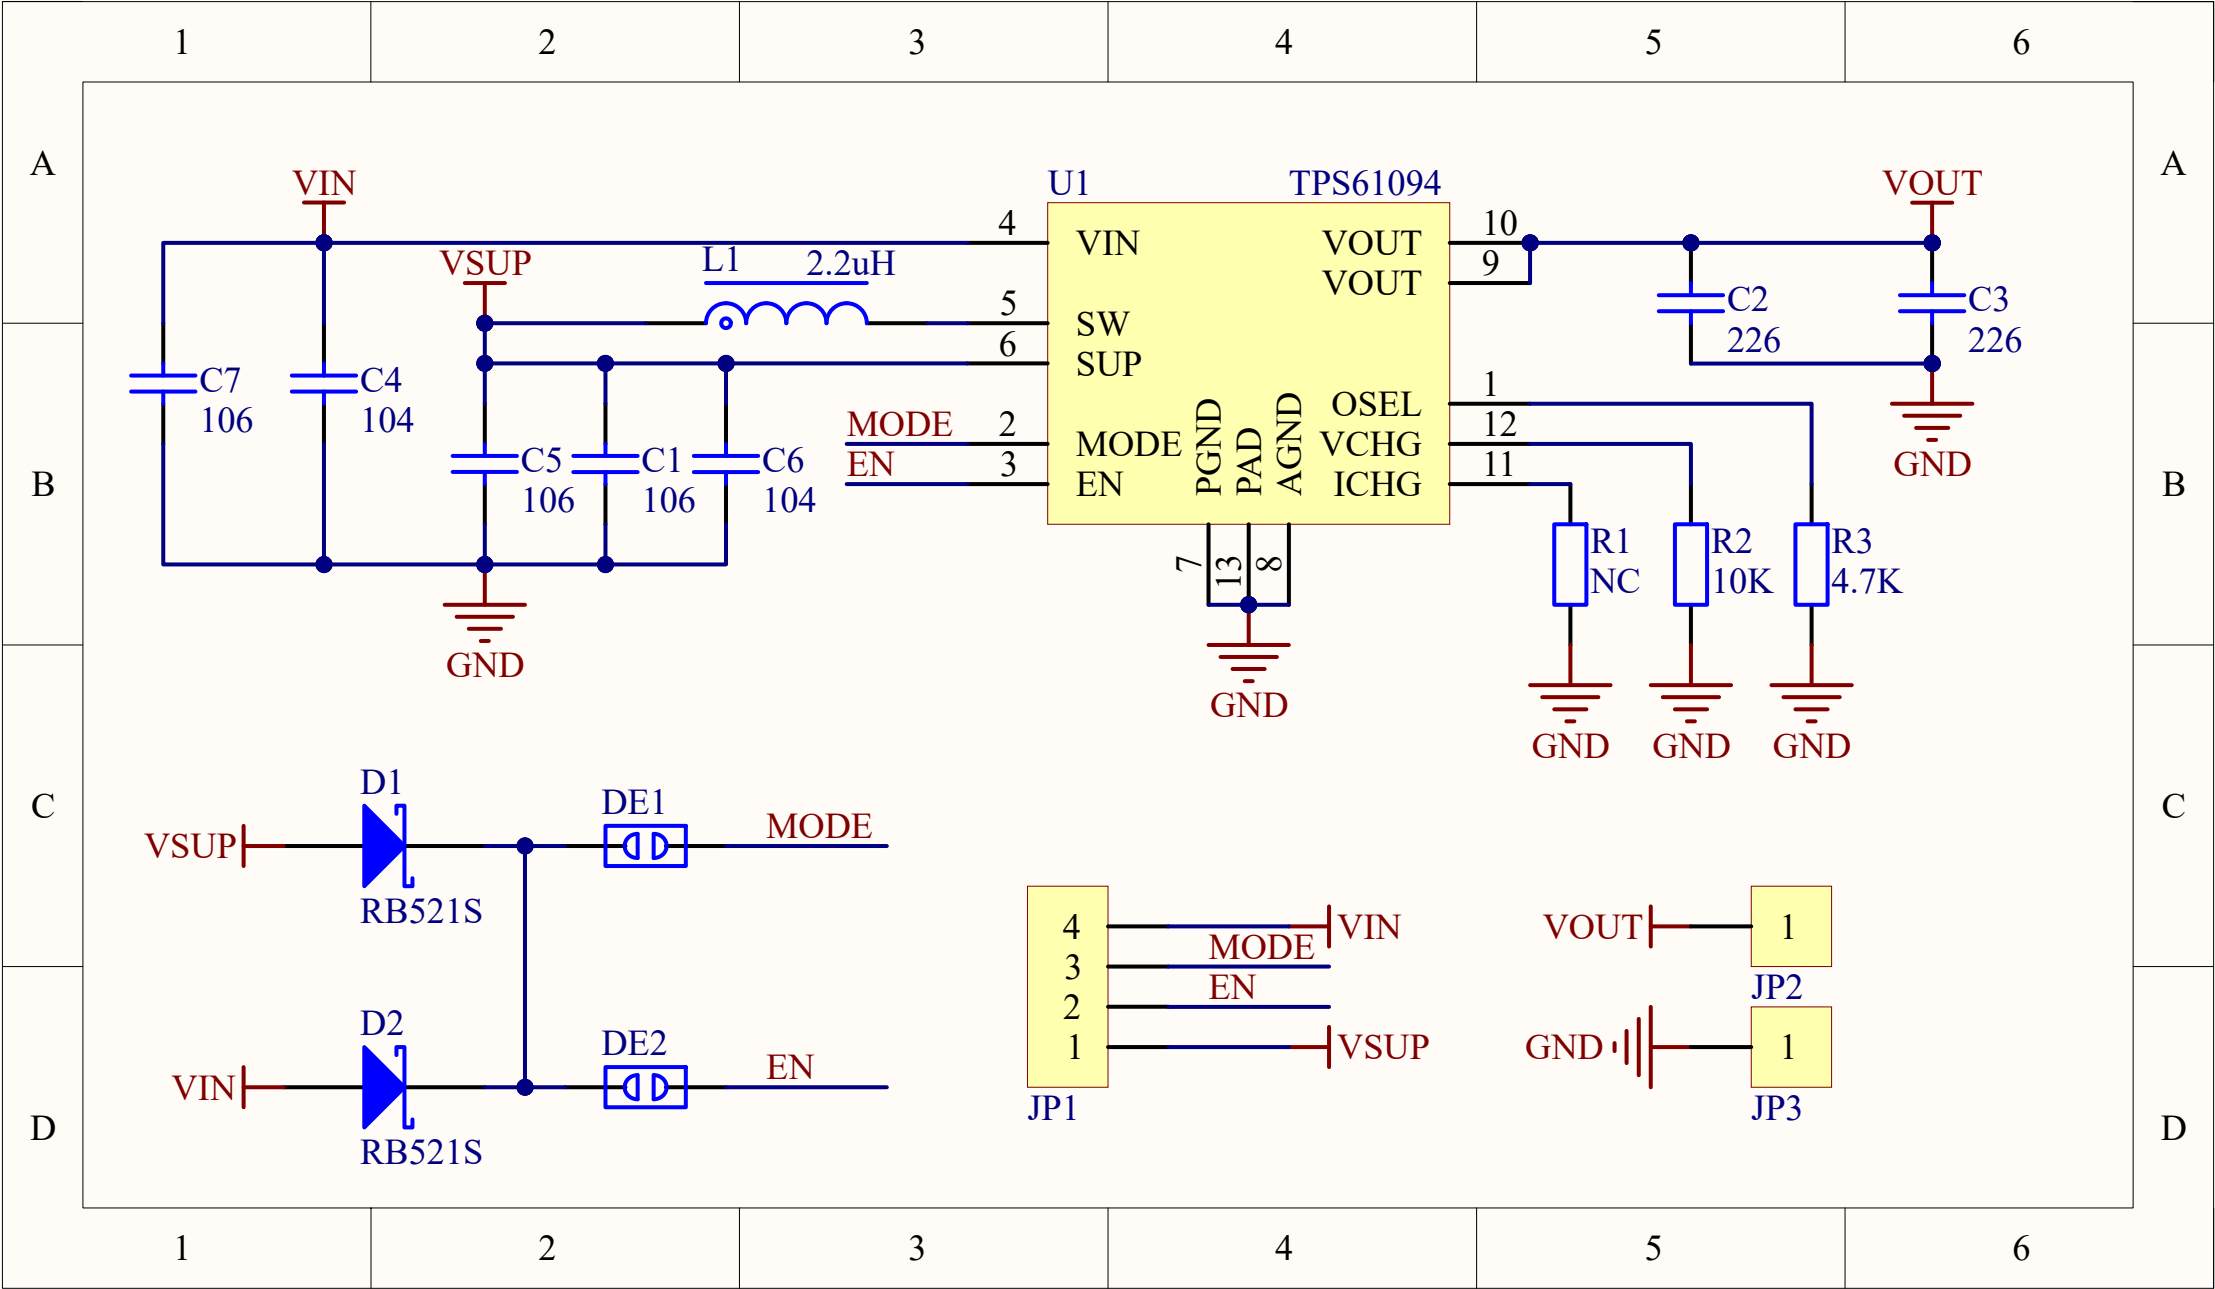 1 2 3 4 5 6
A A
VIN U1 TPS61094 VOUT
4 VIN VOUT 10
VSUP L1 2.2uH VOUT 9
5 SW C2 C3
6 SUP 226 226
C7 C4 OSEL 1
106 104
MODE 2 MODE VCHG 12
C5 C1 C6 EN 3 EN ICHG 11 GND
106 106 104 PGND PAD AGND
B B
R1 R2 R3
NC 10K 4.7K
7 13 8
GND GND
GND GND GND
D1 DE1
C C
VSUP MODE
RB521S
4 VIN VOUT 1
MODE
3
JP2
EN
2
D2 DE2
1 VSUP GND 1
VIN EN
JP1 JP3
D D
RB521S
1 2 3 4 5 6